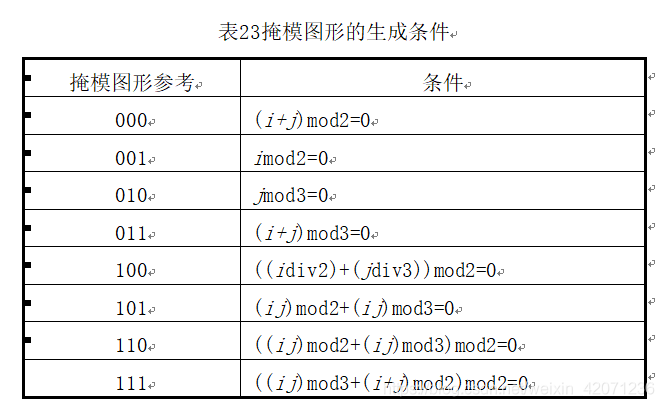 表23掩模图形的生成条件
掩模图形参考 条件
000 (i+j)mod2=0
001 imod2=0
010 jmod3=0
011 (i+j)mod3=0
100 ((idiv2)+(jdiv3))mod2=0
101 (ij)mod2+(ij)mod3=0
110 ((ij)mod2+(ij)mod3)mod2=0
111 ((ij)mod3+(i+j)mod2)mod2=0
weixin_42071236